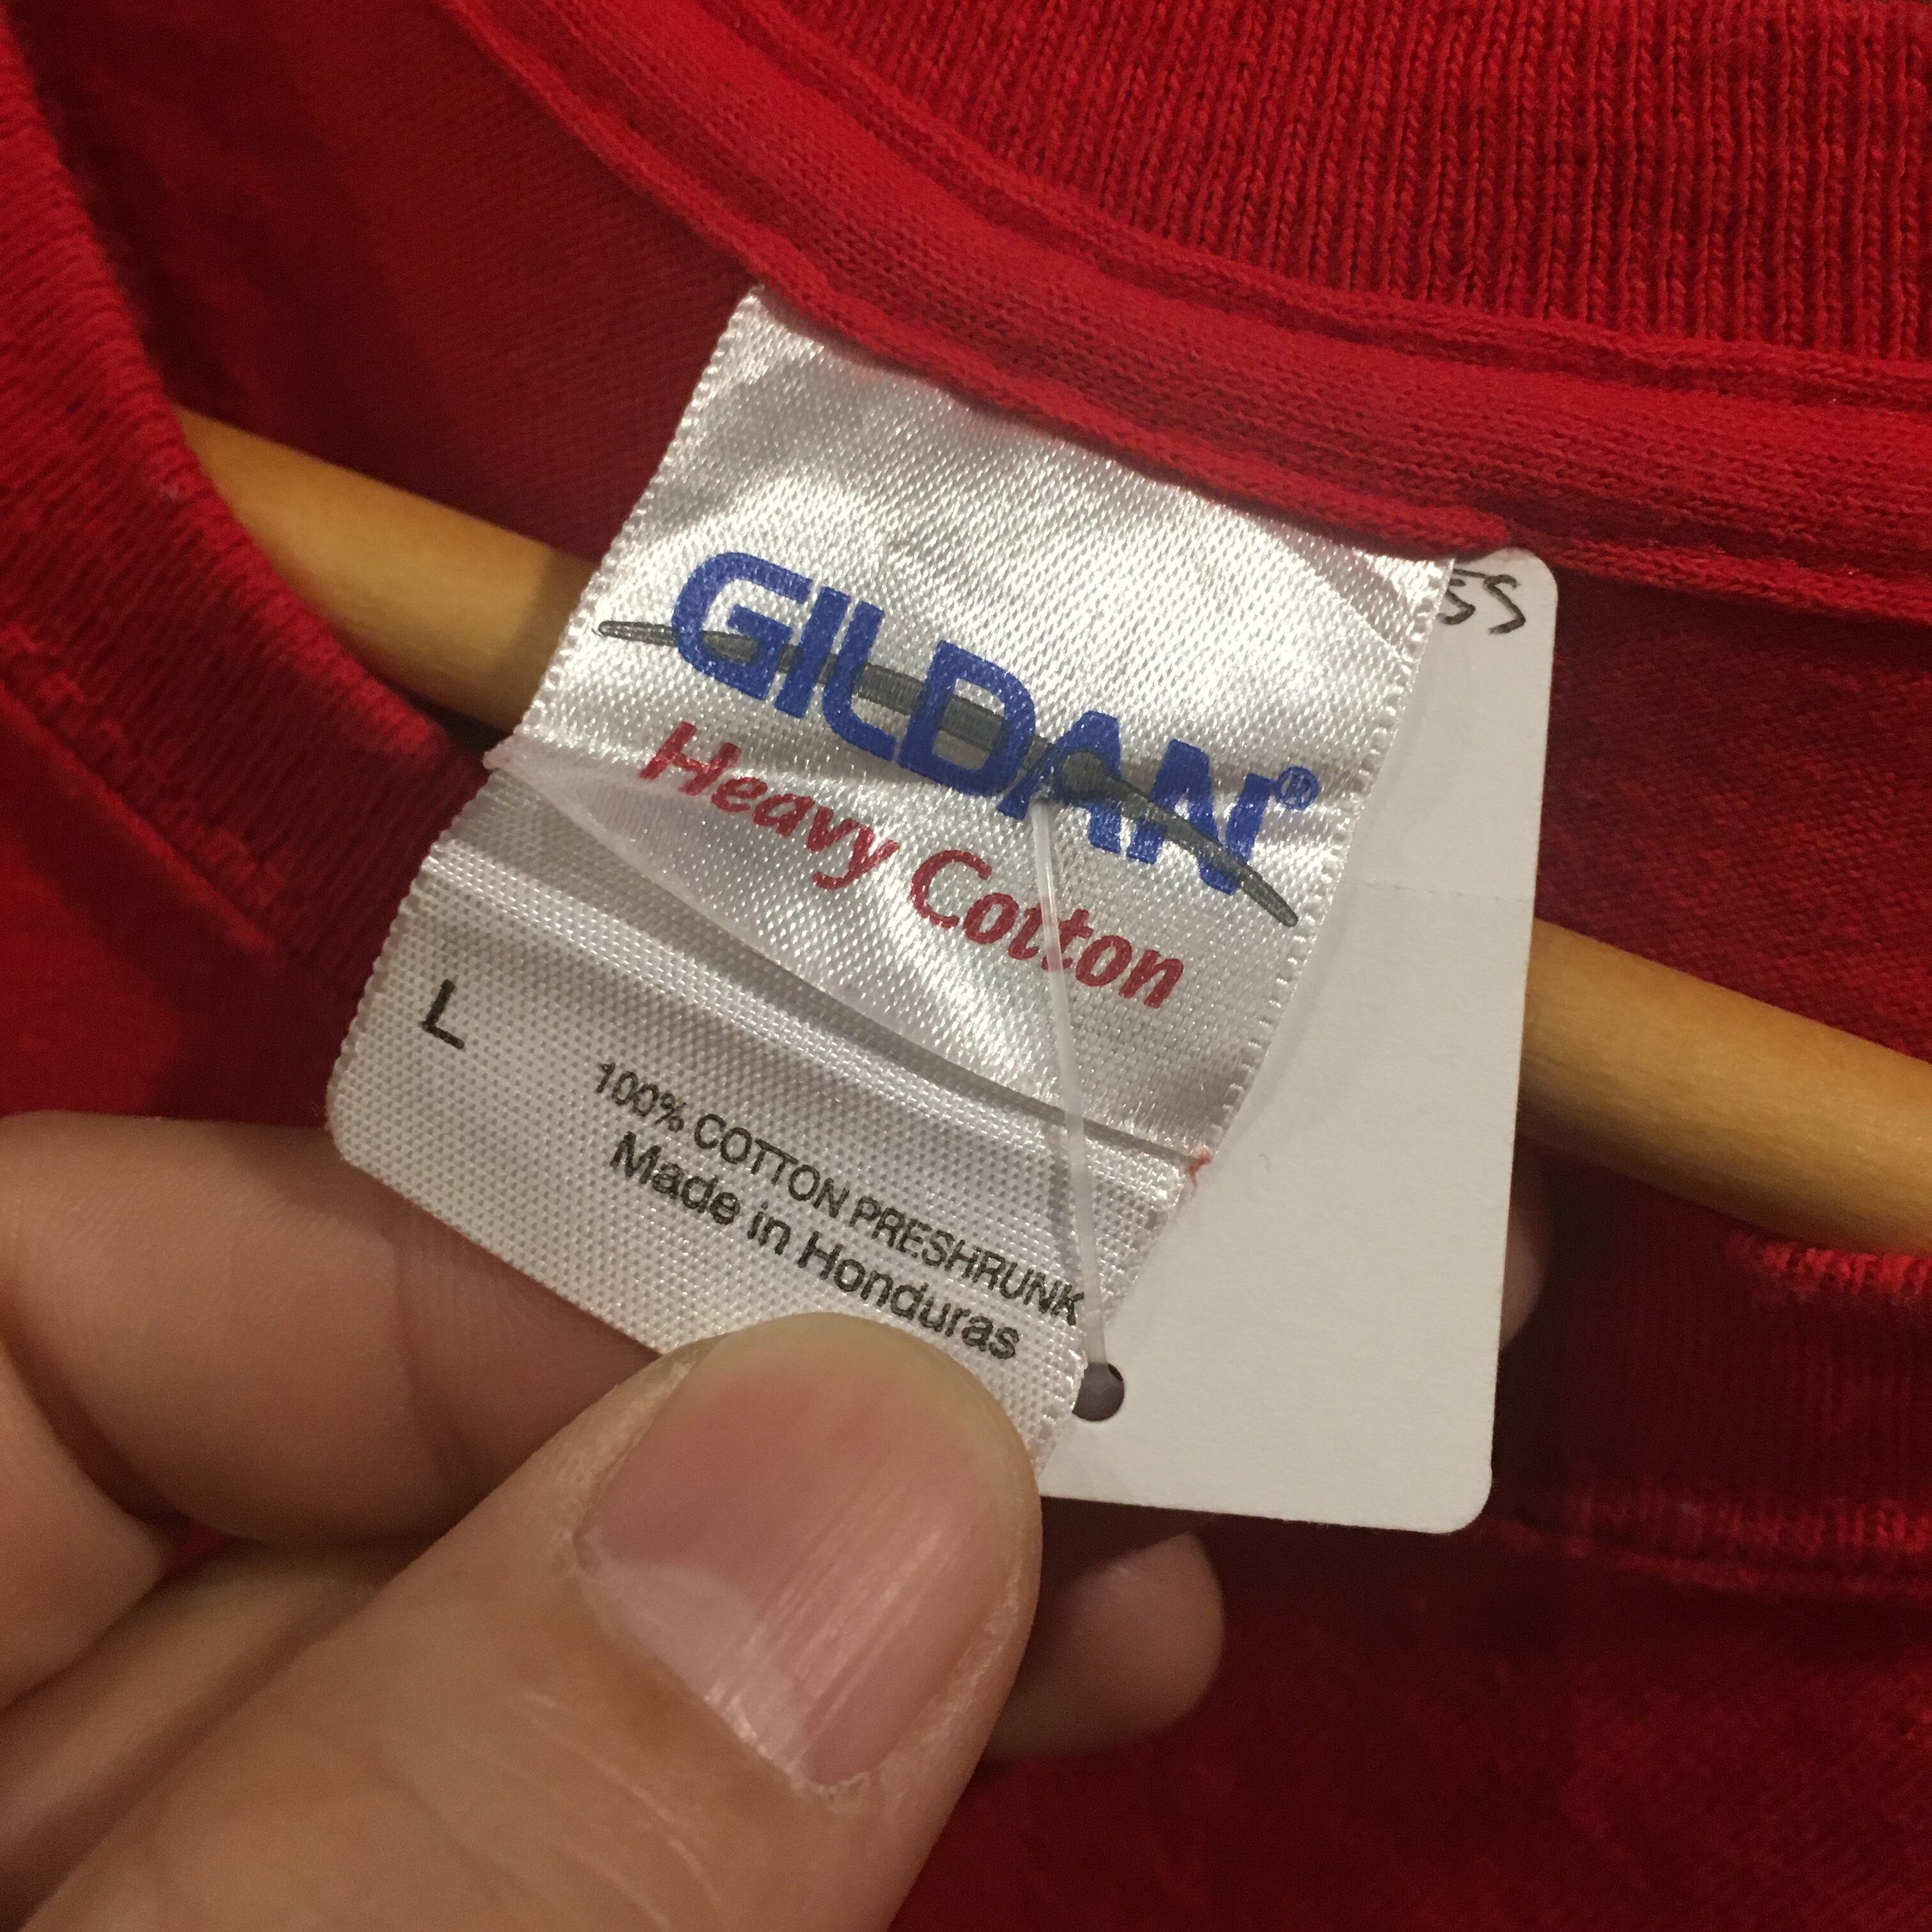 GILDAN®
Heavy Cotton
L
100% COTTON PRESHRUNK
Made in Honduras